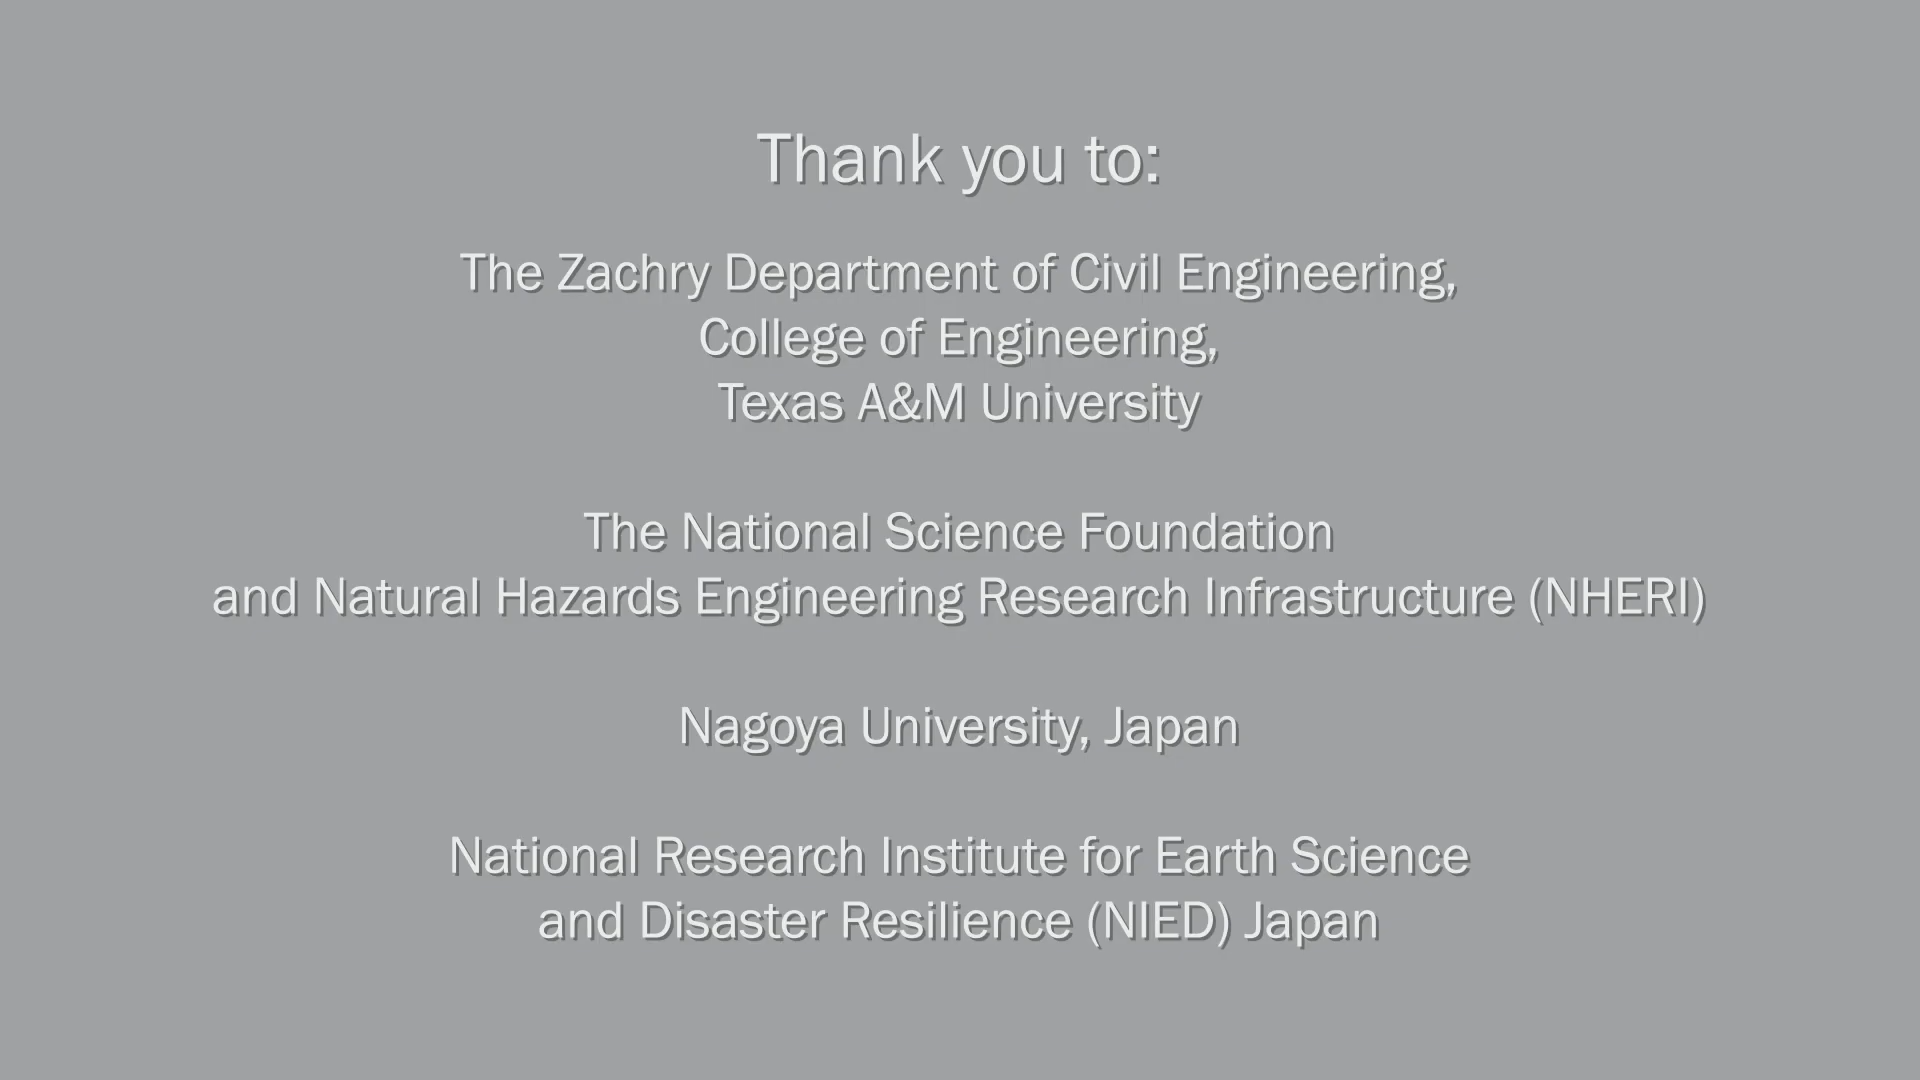 Thank you to:
The Zachry Department of Civil Engineering,
College of Engineering,
Texas A&M University
The National Science Foundation
and Natural Hazards Engineering Research Infrastructure (NHERI)
Nagoya University, Japan
National Research Institute for Earth Science
and Disaster Resilience (NIED) Japan